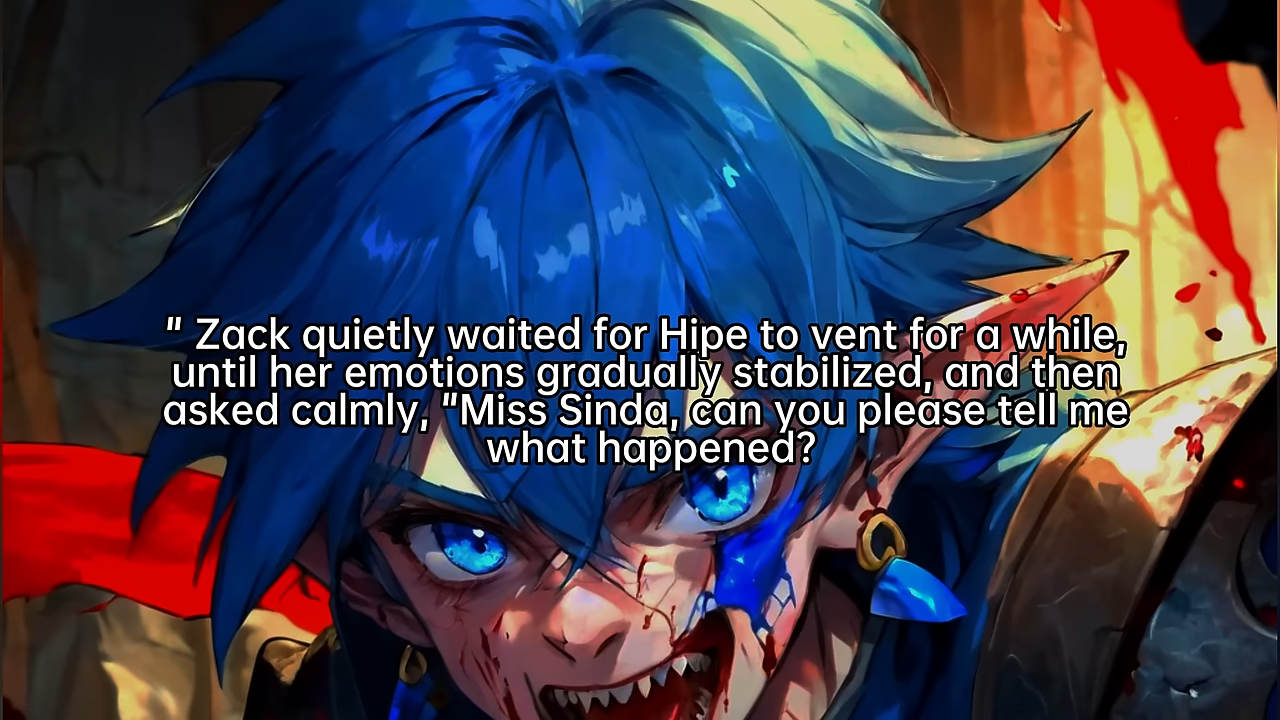 " Zack quietly waited for Hipe to vent for a while,
until her emotions gradually stabilized, and then
asked calmly, "Miss Sinda, can you please tell me
what happened?